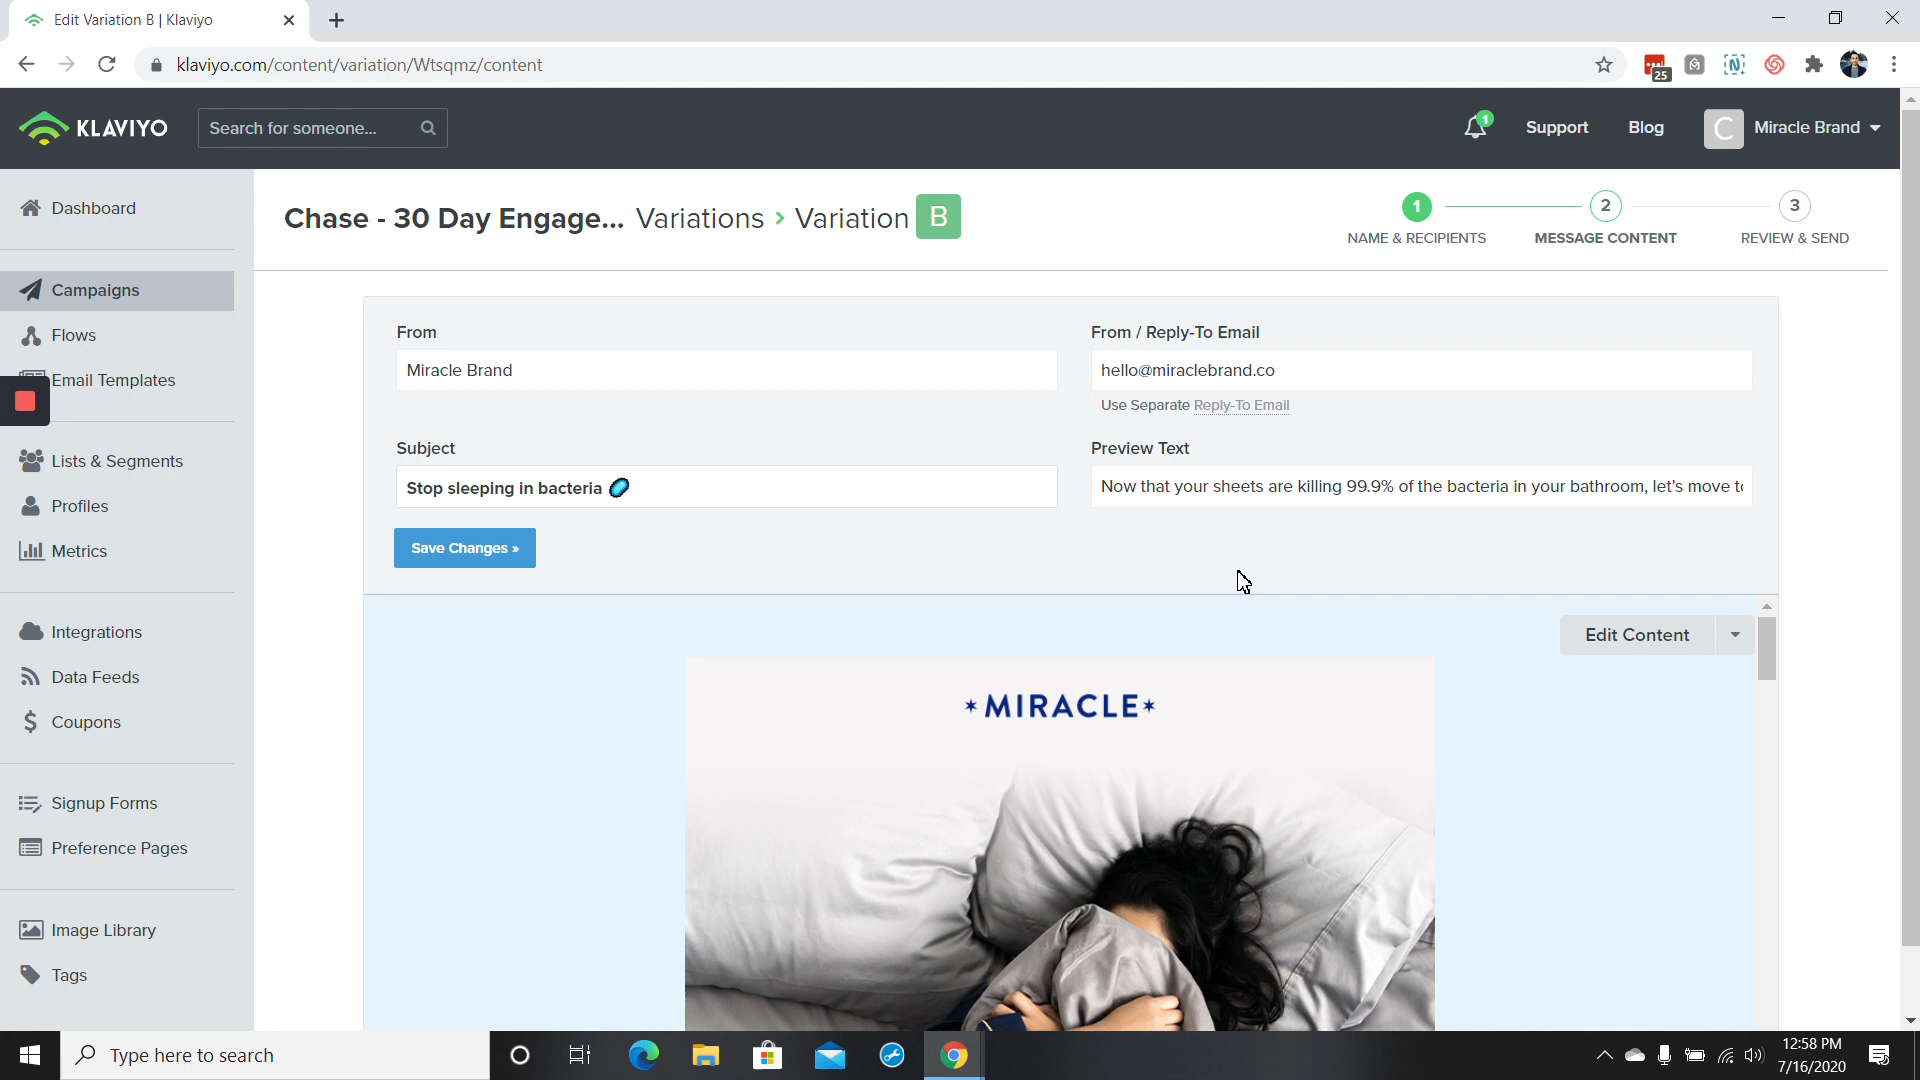 Edit Variation B | Klaviyo
klaviyo.com/content/variation/Wtsqmz/content
25
KLAVIYO
Search for someone...
1
Support
Blog
C
Miracle Brand
Dashboard
Campaigns
Flows
Email Templates
Lists & Segments
Profiles
Metrics
Integrations
Data Feeds
Coupons
Signup Forms
Preference Pages
Image Library
Tags
Chase - 30 Day Engage... Variations > Variation B
1
2
3
NAME & RECIPIENTS
MESSAGE CONTENT
REVIEW & SEND
From
Miracle Brand
From / Reply-To Email
hello@miraclebrand.co
Use Separate Reply-To Email
Subject
Stop sleeping in bacteria
Preview Text
Now that your sheets are killing 99.9% of the bacteria in your bathroom, let's move
Save Changes »
Edit Content
*MIRACLE*
Type here to search
12:58 PM
7/16/2020